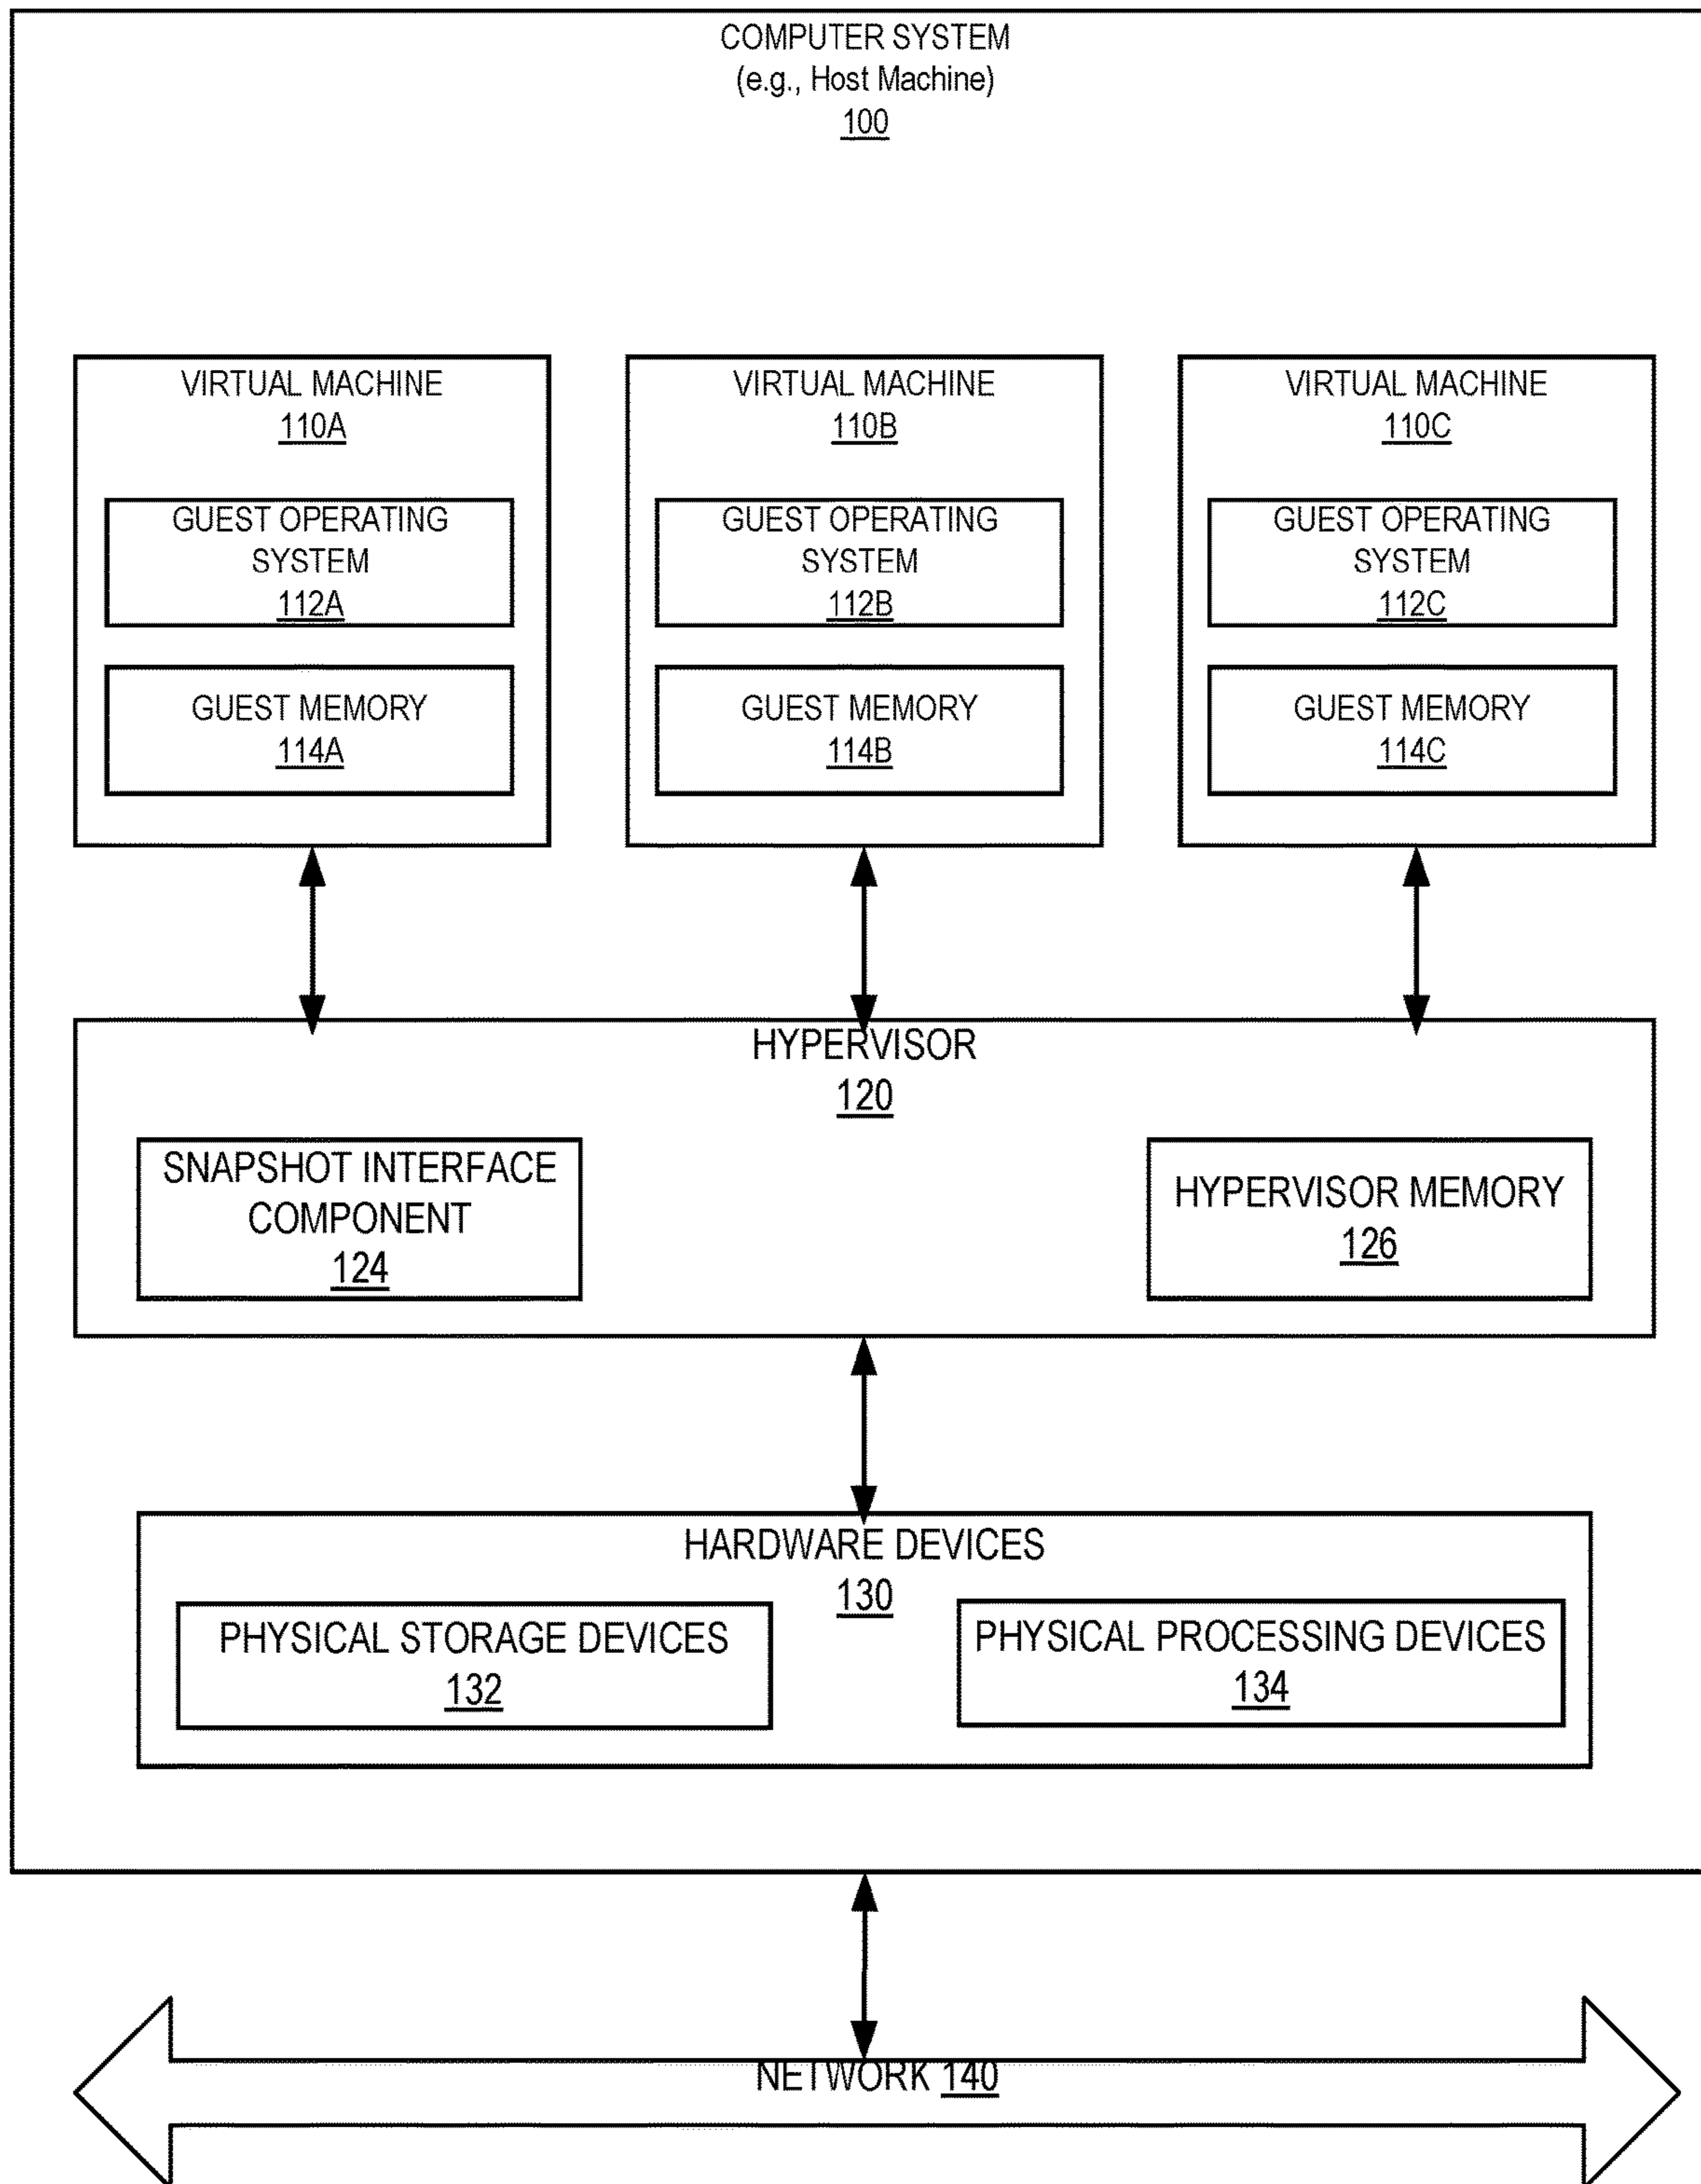 COMPUTER SYSTEM
(e.g., Host Machine)
100
VIRTUAL MACHINE
110A
GUEST OPERATING
SYSTEM
112A
GUEST MEMORY
114A
VIRTUAL MACHINE
110B
GUEST OPERATING
SYSTEM
112B
GUEST MEMORY
114B
VIRTUAL MACHINE
110C
GUEST OPERATING
SYSTEM
112C
GUEST MEMORY
114C
HYPERVISOR
120
SNAPSHOT INTERFACE
COMPONENT
124
HYPERVISOR MEMORY
126
HARDWARE DEVICES
130
PHYSICAL STORAGE DEVICES
132
PHYSICAL PROCESSING DEVICES
134
NETWORK 140